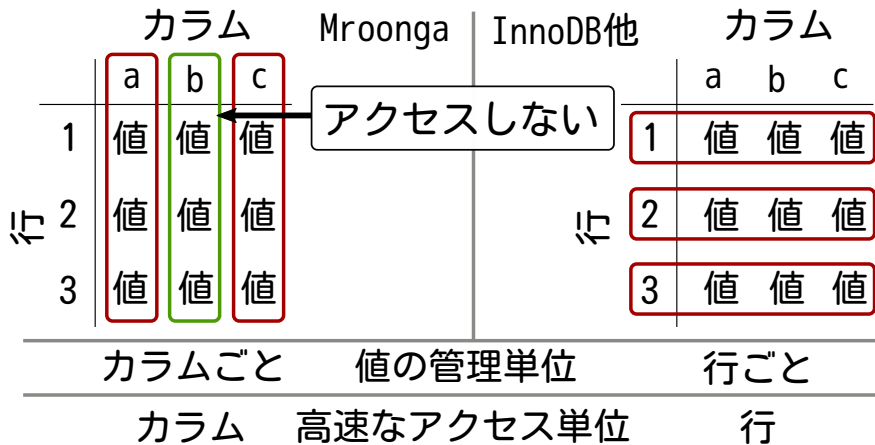 カラム Mroonga InnoDB他 カラム
a b c a b c
アクセスしない
1 値 値 値 1 値 値 値
行 2 値 値 値 行 2 値 値 値
3 値 値 値 3 値 値 値
カラムごと 値の管理単位 行ごと
カラム 高速なアクセス単位 行